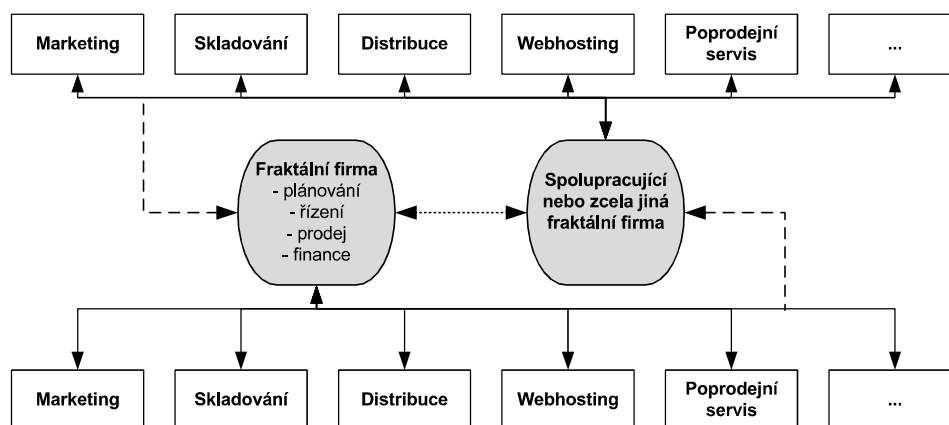 Marketing
Skladování
Distribuce
Webhosting
Poprodejní
servis
...
Fraktální firma
- plánování
- řízení
- prodej
- finance
Spolupracující
nebo zcela jiná
fraktální firma
Marketing
Skladování
Distribuce
Webhosting
Poprodejní
servis
...